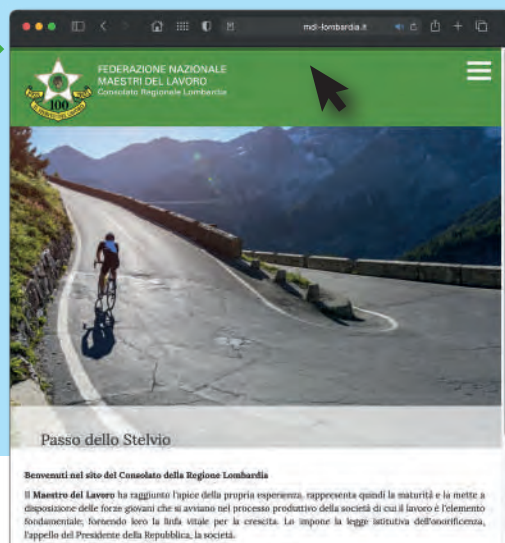 mdl-lombardia.it
FEDERAZIONE NAZIONALE
MAESTRI DEL LAVORO
Consolato Regionale Lombardia
100
Passo dello Stelvio
Benvenuti nel sito del Consolato della Regione Lombardia
Il Maestro del Lavoro ha raggiunto l'apice della propria esperienza, rappresenta quindi la maturità e la mette a
disposizione delle forze giovani che si avviano nel processo produttivo della società di cui il lavoro è l'elemento
fondamentale; fornendo loro la linfa vitale per la crescita. Lo impone la legge istitutiva dell'onorificenza,
l'appello del Presidente della Repubblica, la società.